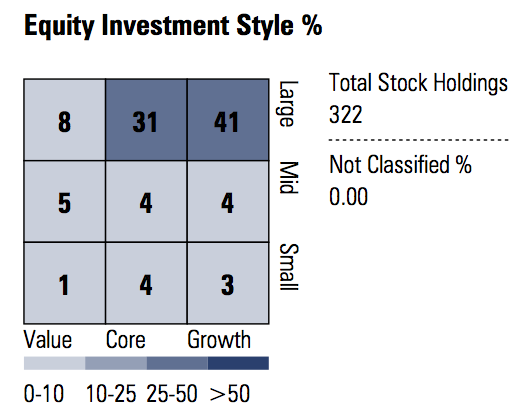 Equity Investment Style %
8 31 41 Large
5 4 4 Mid
1 4 3 Small
Value Core Growth
0-10 10-25 25-50 >50
Total Stock Holdings
322
Not Classified %
0.00